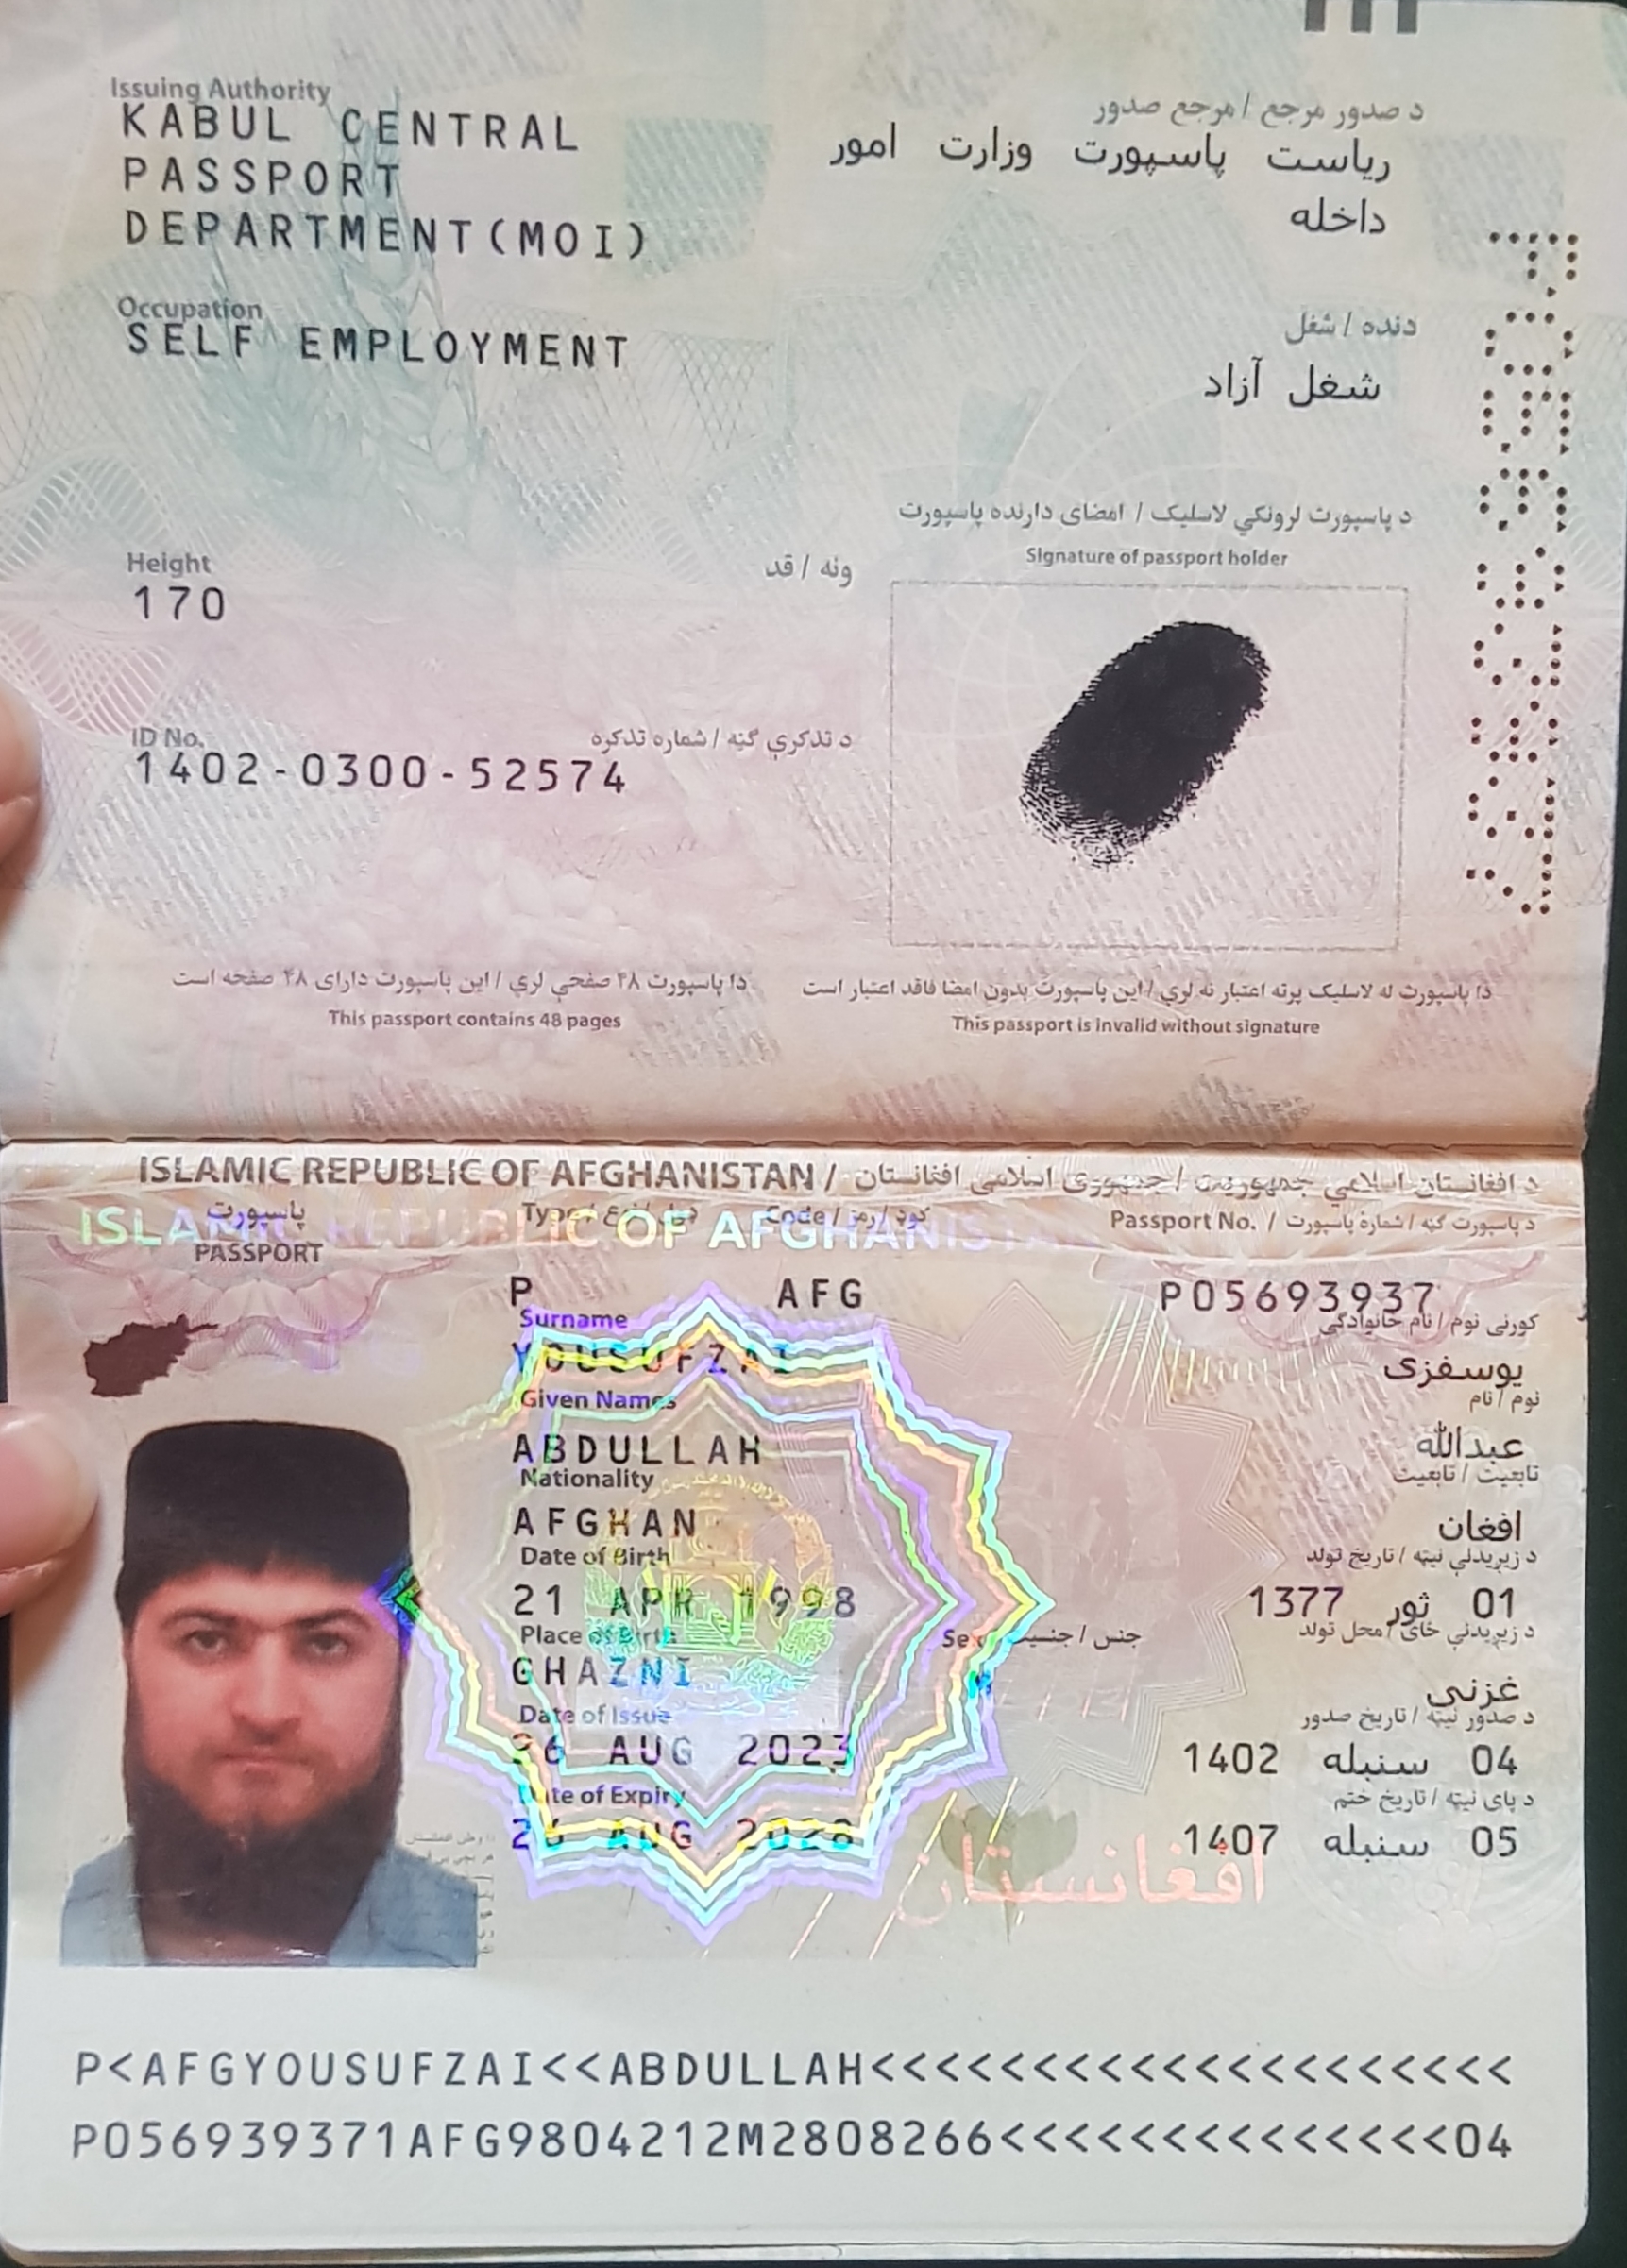 Issuing Authority
د صدور مرجع / مرجع صدور
KABUL CENTRAL
PASSPORT
DEPARTMENT(MOI)
ریاست پاسپورت وزارت امور
داخله
Occupation
دنده / شغل
SELF EMPLOYMENT
شغل آزاد
د پاسپورت لرونکي لاسلیک / امضای دارنده پاسپورت
Signature of passport holder
Height
ونه / قد
170
ID No.
د تذکرې ګڼه / شماره تذکره
1402-0300-52574
P05693937
دا پاسپورت ۴۸ صفحې لري / این پاسپورت دارای ۴۸ صفحه است
This passport contains 48 pages
دا پاسپورت له لاسلیک پرته اعتبار نه لري / این پاسپورت بدون امضا فاقد اعتبار است
This passport is invalid without signature
ISLAMIC REPUBLIC OF AFGHANISTAN / د افغانستان اسلامي جمهوریت / جمهوری اسلامی افغانستان
ISLAMIC REPUBLIC OF AFGHANISTAN
پاسپورت
PASSPORT
Type / ډول / نوع
Code / کوډ / رمز
Passport No. / د پاسپورت ګڼه / شمارهٔ پاسپورت
P AFG P05693937
Surname
کورنی نوم / نام خانوادگی
YOUSUFZAI
یوسفزی
Given Names
نوم / نام
ABDULLAH
عبدالله
Nationality
تابعیت / تابعیت
AFGHAN
افغان
Date of Birth
د زیږیدلې نیټه / تاریخ تولد
21 APR 1998
01 ثور 1377
Place of Birth
Sex / جنس / جنسیت
د زیږیدنې ځای / محل تولد
GHAZNI
M
غزنی
Date of Issue
د صدور نیټه / تاریخ صدور
26 AUG 2023
04 سنبله 1402
Date of Expiry
د پای نیټه / تاریخ ختم
26 AUG 2028
05 سنبله 1407
افغانستان
P<AFGYOUSUFZAI<<ABDULLAH<<<<<<<<<<<<<<<<<<<<
P056939371AFG9804212M2808266<<<<<<<<<<<<<<04